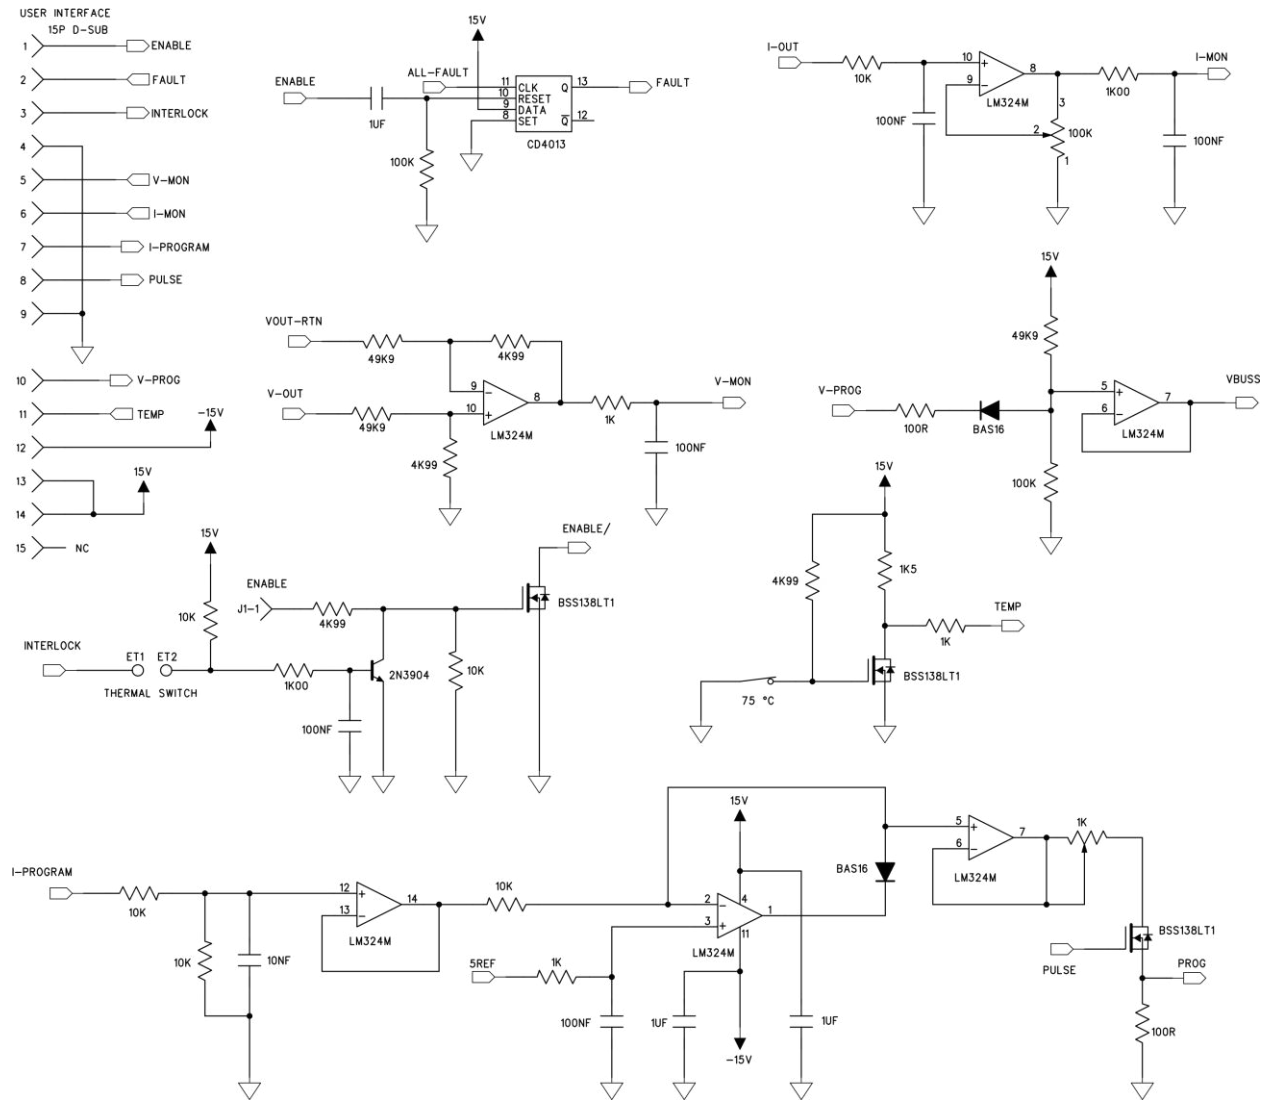 USER INTERFACE
15P D-SUB
1 ENABLE
2 FAULT
3 INTERLOCK
4
5 V-MON
6 I-MON
7 I-PROGRAM
8 PULSE
9
10 V-PROG
11 TEMP
-15V
12
13
15V
14
15 NC
15V
ALL-FAULT
ENABLE
11 CLK Q 13 FAULT
10 RESET
9 DATA
8 SET Q 12
CD4013
1UF
100K
I-OUT
10K
10
9
8
LM324M
100NF
3
2
100K
1
1K00
I-MON
100NF
VOUT-RTN
49K9
4K99
V-OUT
49K9
9
10
8
LM324M
4K99
1K
V-MON
100NF
15V
49K9
V-PROG
100R
BAS16
5
6
7
LM324M
VBUSS
100K
15V
10K
ENABLE
J1-1
4K99
INTERLOCK
ET1 ET2
THERMAL SWITCH
1K00
100NF
2N3904
10K
ENABLE/
BSS138LT1
15V
4K99
1K5
TEMP
1K
BSS138LT1
75 °C
I-PROGRAM
10K
10K
10NF
12
13
14
LM324M
10K
5REF
1K
100NF
15V
2
3
4
1
11
LM324M
1UF
-15V
1UF
BAS16
5
6
7
LM324M
1K
BSS138LT1
PULSE
PROG
100R